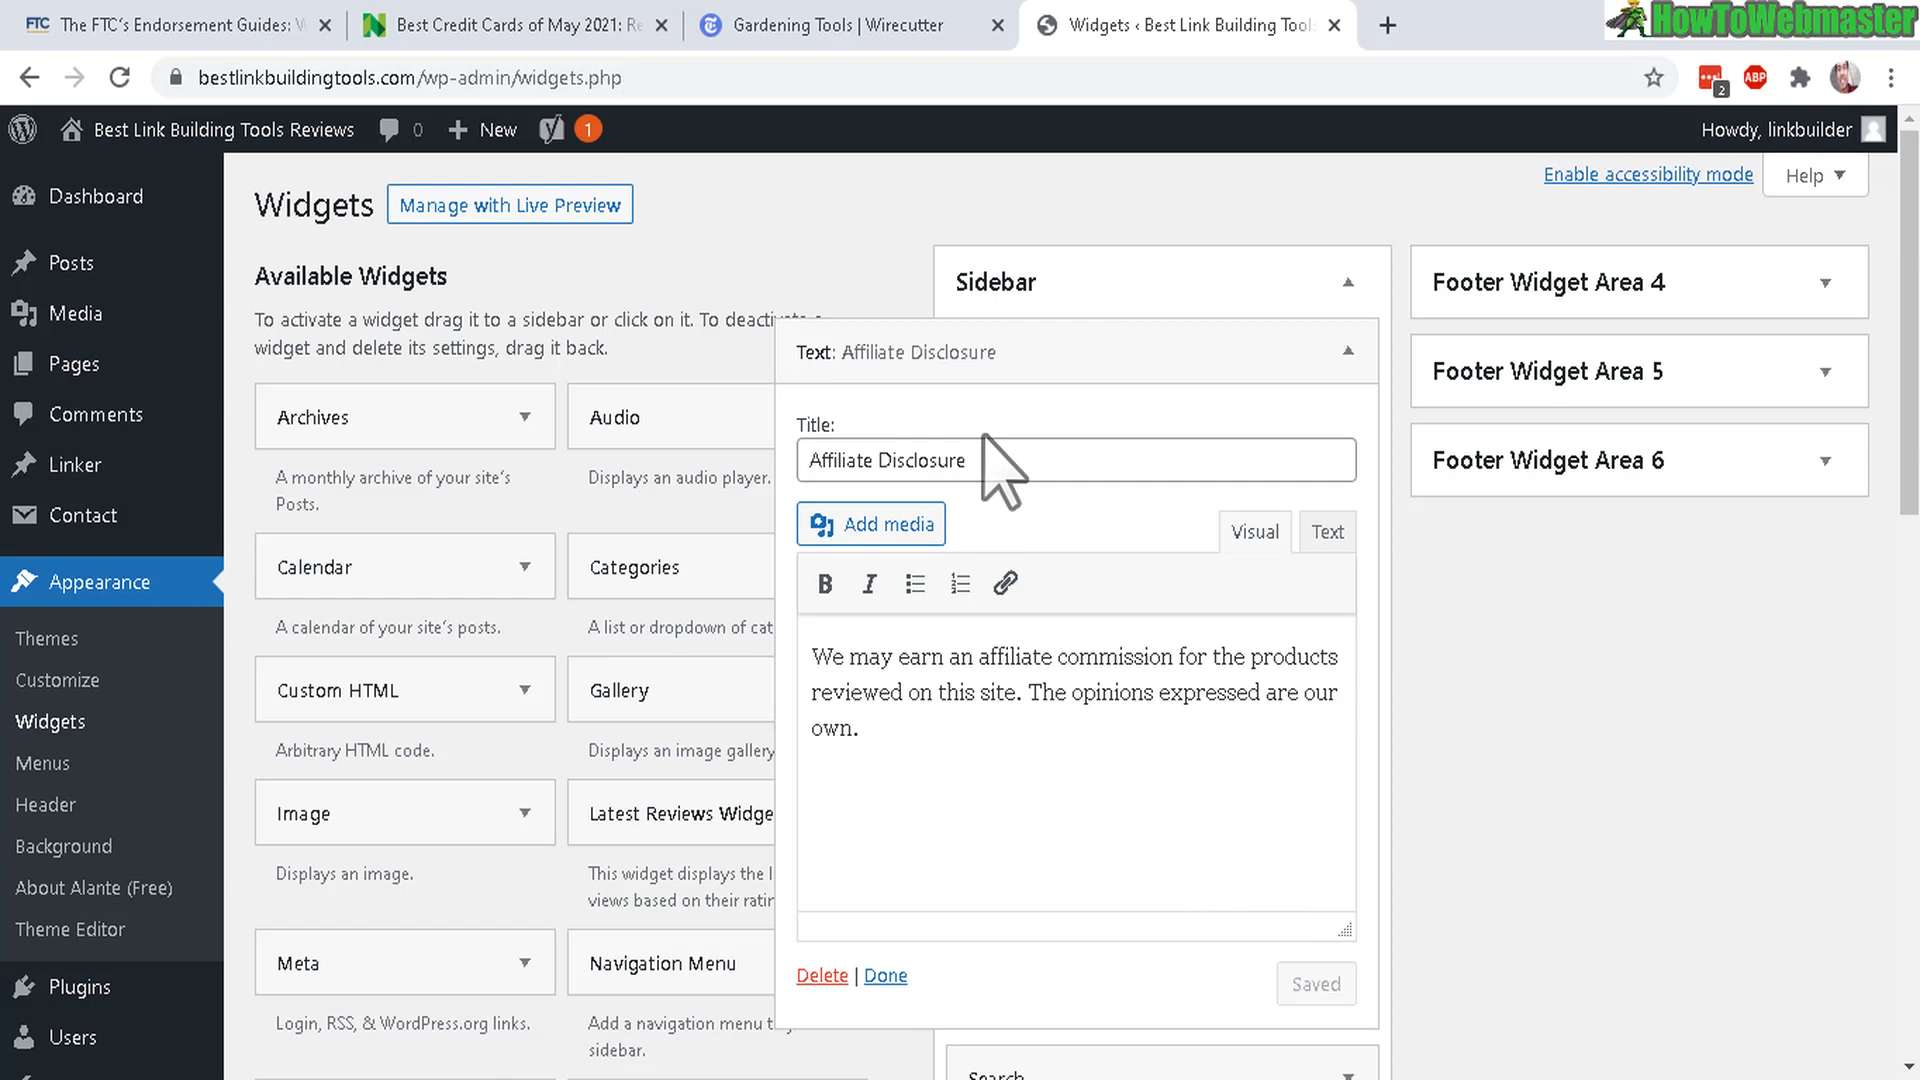 FTC The FTC's Endorsement Guides: W
Best Credit Cards of May 2021: Re
Gardening Tools | Wirecutter
Widgets ‹ Best Link Building Tools
HowToWebmaster
bestlinkbuildingtools.com/wp-admin/widgets.php
2
ABP
Best Link Building Tools Reviews
0
New
1
Howdy, linkbuilder
Dashboard
Posts
Media
Pages
Comments
Linker
Contact
Appearance
Themes
Customize
Widgets
Menus
Header
Background
About Alante (Free)
Theme Editor
Plugins
Users
Enable accessibility mode
Help
Widgets
Manage with Live Preview
Available Widgets
To activate a widget drag it to a sidebar or click on it. To deactivate a
widget and delete its settings, drag it back.
Archives
A monthly archive of your site's
Posts.
Audio
Displays an audio player.
Calendar
A calendar of your site's posts.
Categories
A list or dropdown of cat
Custom HTML
Arbitrary HTML code.
Gallery
Displays an image gallery
Image
Displays an image.
Latest Reviews Widge
This widget displays the l
views based on their ratin
Meta
Login, RSS, & WordPress.org links.
Navigation Menu
Add a navigation menu t
sidebar.
Sidebar
Text: Affiliate Disclosure
Title:
Affiliate Disclosure
Add media
Visual
Text
B I
We may earn an affiliate commission for the products
reviewed on this site. The opinions expressed are our
own.
Delete | Done
Saved
Search
Footer Widget Area 4
Footer Widget Area 5
Footer Widget Area 6